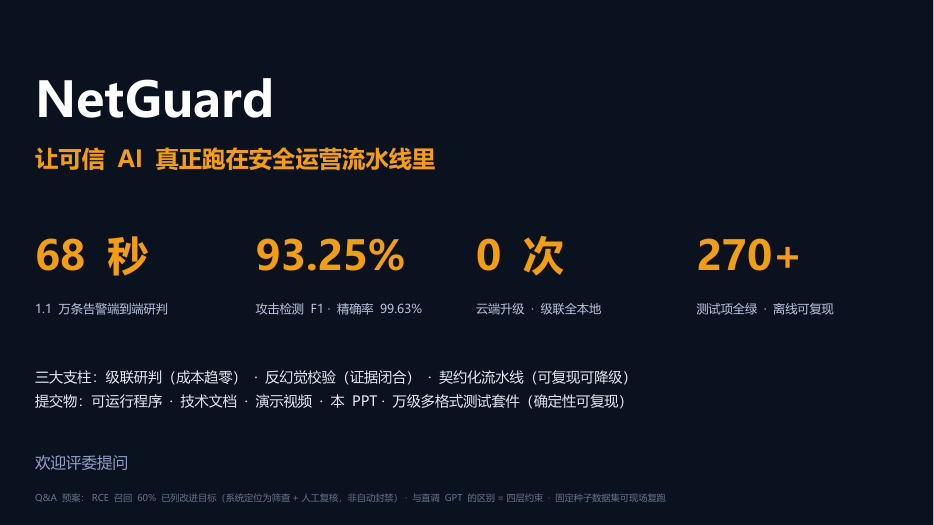 NetGuard
让可信 AI 真正跑在安全运营流水线里
68 秒
93.25%
0 次
270+
1.1 万条告警端到端研判
攻击检测 F1 · 精确率 99.63%
云端升级 · 级联全本地
测试项全绿 · 离线可复现
三大支柱：级联研判（成本趋零） · 反幻觉校验（证据闭合） · 契约化流水线（可复现可降级）
提交物：可运行程序 · 技术文档 · 演示视频 · 本 PPT · 万级多格式测试套件（确定性可复现）
欢迎评委提问
Q&A 预案： RCE 召回 60% 已列改进目标（系统定位为筛查 + 人工复核，非自动封禁） · 与直调 GPT 的区别 = 四层约束 · 固定种子数据集可现场复跑